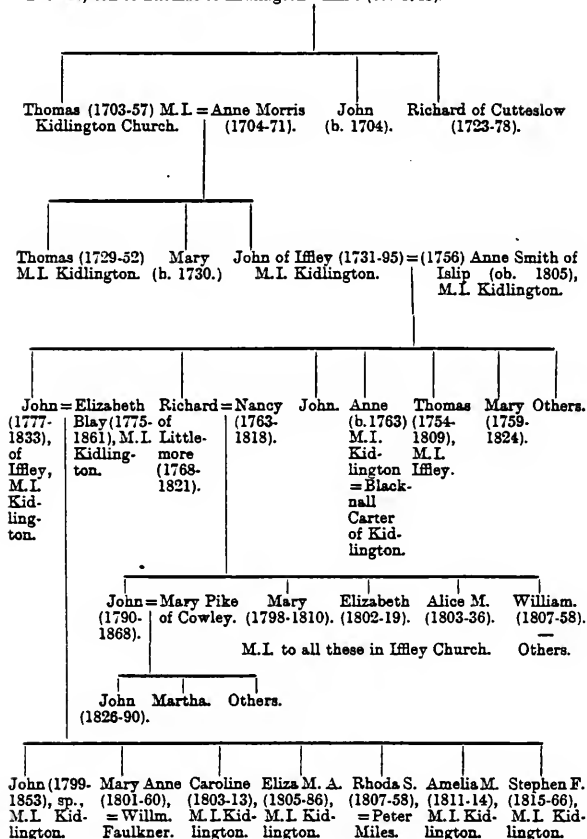 Thomas (1703-57) M.I. = Anne Morris John Richard of Cutteslow
Kidlington Church. (1704-71). (b. 1704). (1723-78).
Thomas (1729-52) Mary John of Iffley (1731-95) = (1756) Anne Smith of
M.I. Kidlington. (b. 1730.) M.I. Kidlington. Islip (ob. 1805),
M.I. Kidlington.
John = Elizabeth Richard = Nancy John. Anne Thomas Mary Others.
(1777- Blay (1775- of (1763- (b. 1763) (1754- (1759-
1833), 1861), M.I. Little- 1818). M.I. 1809), 1824).
of Kidling- more Kid- M.I.
Iffley, ton. (1768- lington Iffley.
M.I. 1821). = Black-
Kid- nall
ling- Carter
ton. of Kid-
lington.
John = Mary Pike Mary Elizabeth Alice M. William.
(1790- of Cowley. (1798-1810). (1802-19). (1803-36). (1807-58).
1868).
M.I. to all these in Iffley Church. Others.
John Martha. Others.
(1826-90).
John (1799- Mary Anne Caroline Eliza M. A. Rhoda S. Amelia M. Stephen F.
1853), sp., (1801-60), (1803-13), (1805-86), (1807-58), (1811-14), (1815-66),
M.I. Kid- = Willm. M.I. Kid- M.I. Kid- = Peter M.I. Kid- M.I. Kid-
lington. Faulkner. lington. lington. Miles. lington. lington.